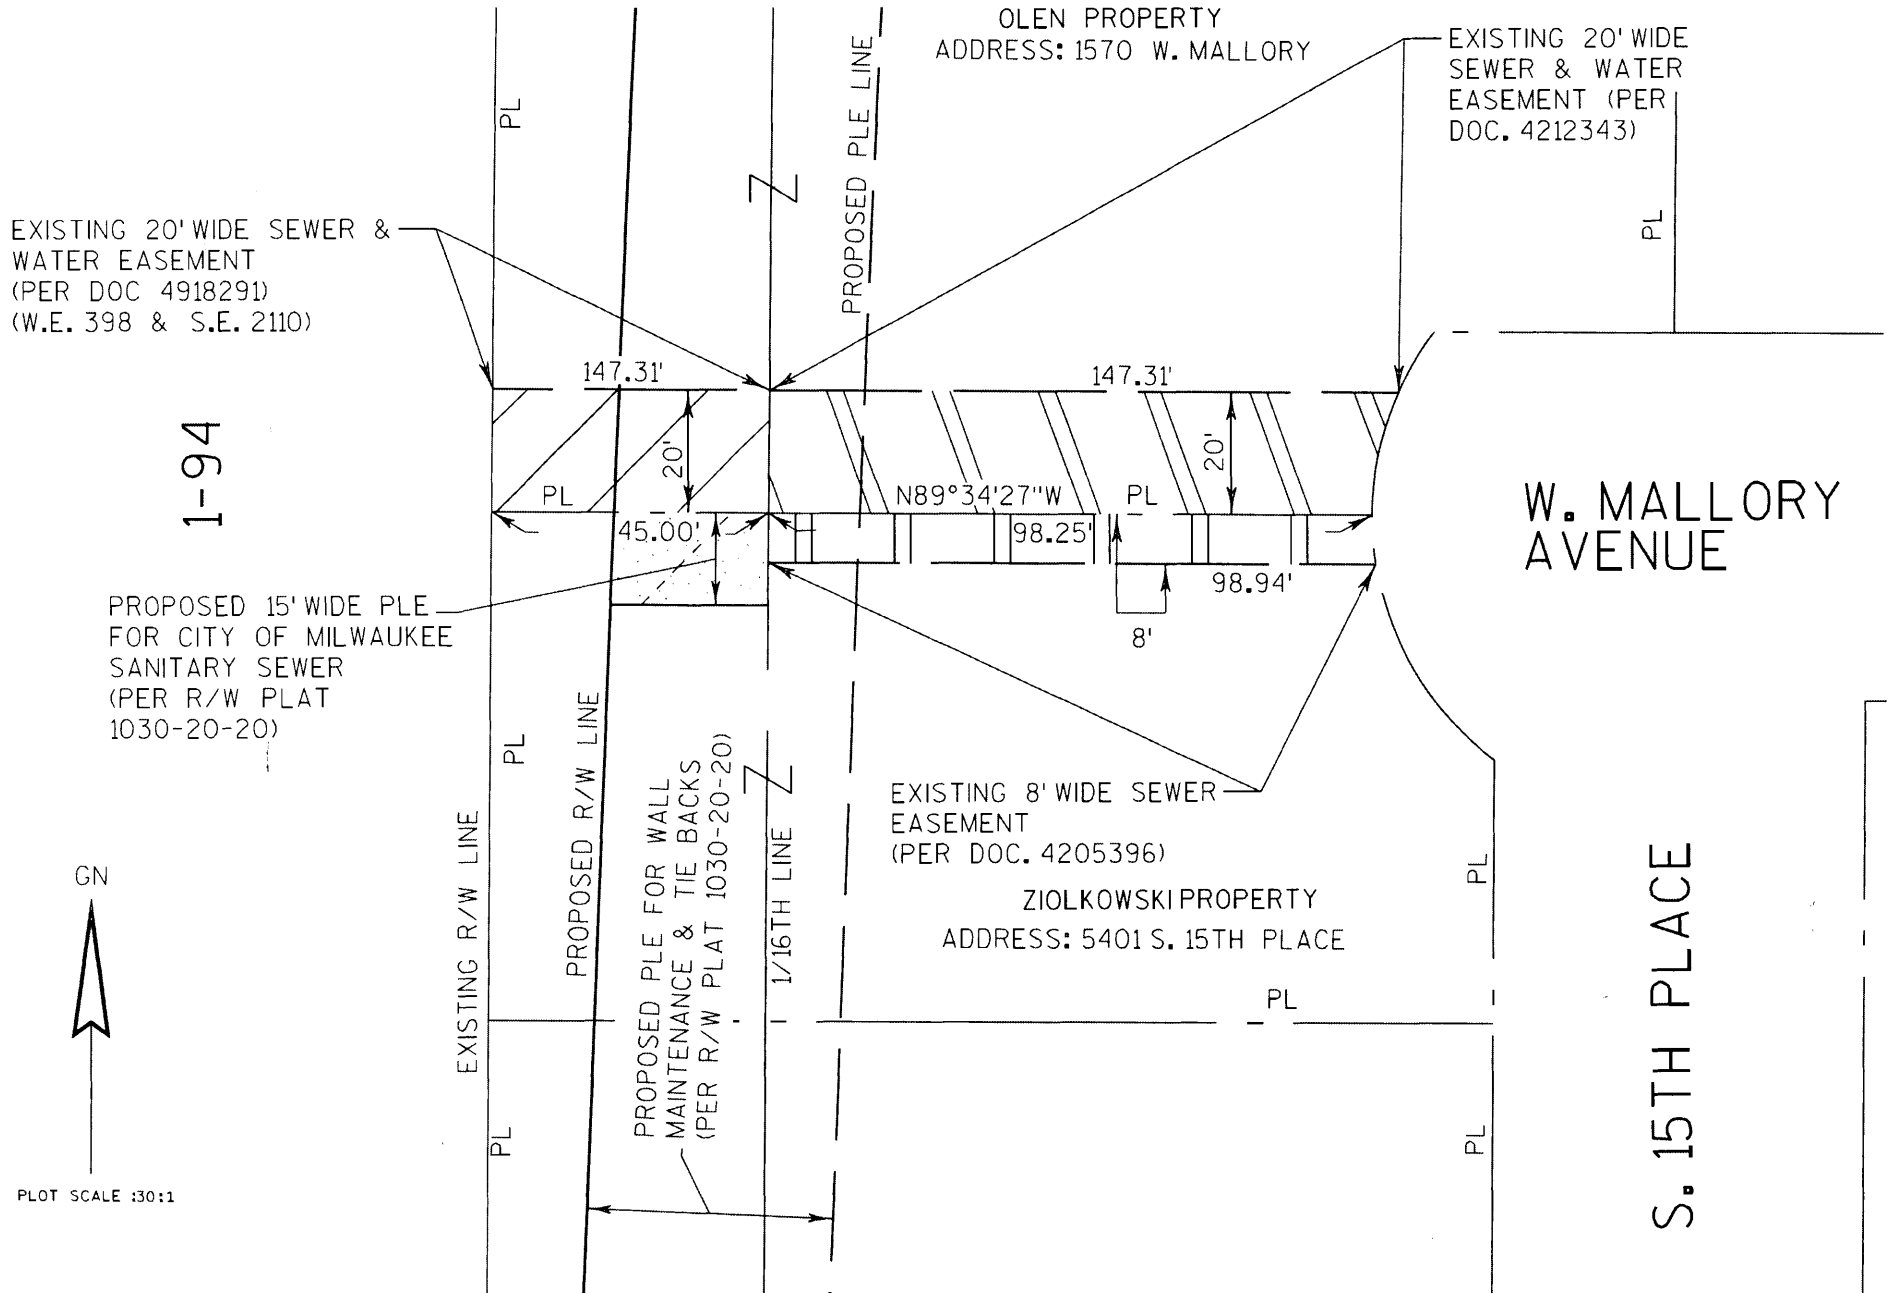 OLEN PROPERTY
ADDRESS: 1570 W. MALLORY
EXISTING 20' WIDE
SEWER & WATER
EASEMENT (PER
DOC. 4212343)
PL
PROPOSED PLE LINE
PL
EXISTING 20' WIDE SEWER &
WATER EASEMENT
(PER DOC 4918291)
(W.E. 398 & S.E. 2110)
147.31'
147.31'
I-94
20'
20'
PL
N89°34'27"W
PL
45.00'
98.25'
98.94'
8'
W. MALLORY
AVENUE
PROPOSED 15' WIDE PLE
FOR CITY OF MILWAUKEE
SANITARY SEWER
(PER R/W PLAT
1030-20-20)
PL
EXISTING R/W LINE
PROPOSED R/W LINE
PROPOSED PLE FOR WALL
MAINTENANCE & TIE BACKS
(PER R/W PLAT 1030-20-20)
1/16TH LINE
EXISTING 8' WIDE SEWER
EASEMENT
(PER DOC. 4205396)
ZIOLKOWSKI PROPERTY
ADDRESS: 5401 S. 15TH PLACE
PL
PL
PL
PL
S. 15TH PLACE
GN
PLOT SCALE :30:1